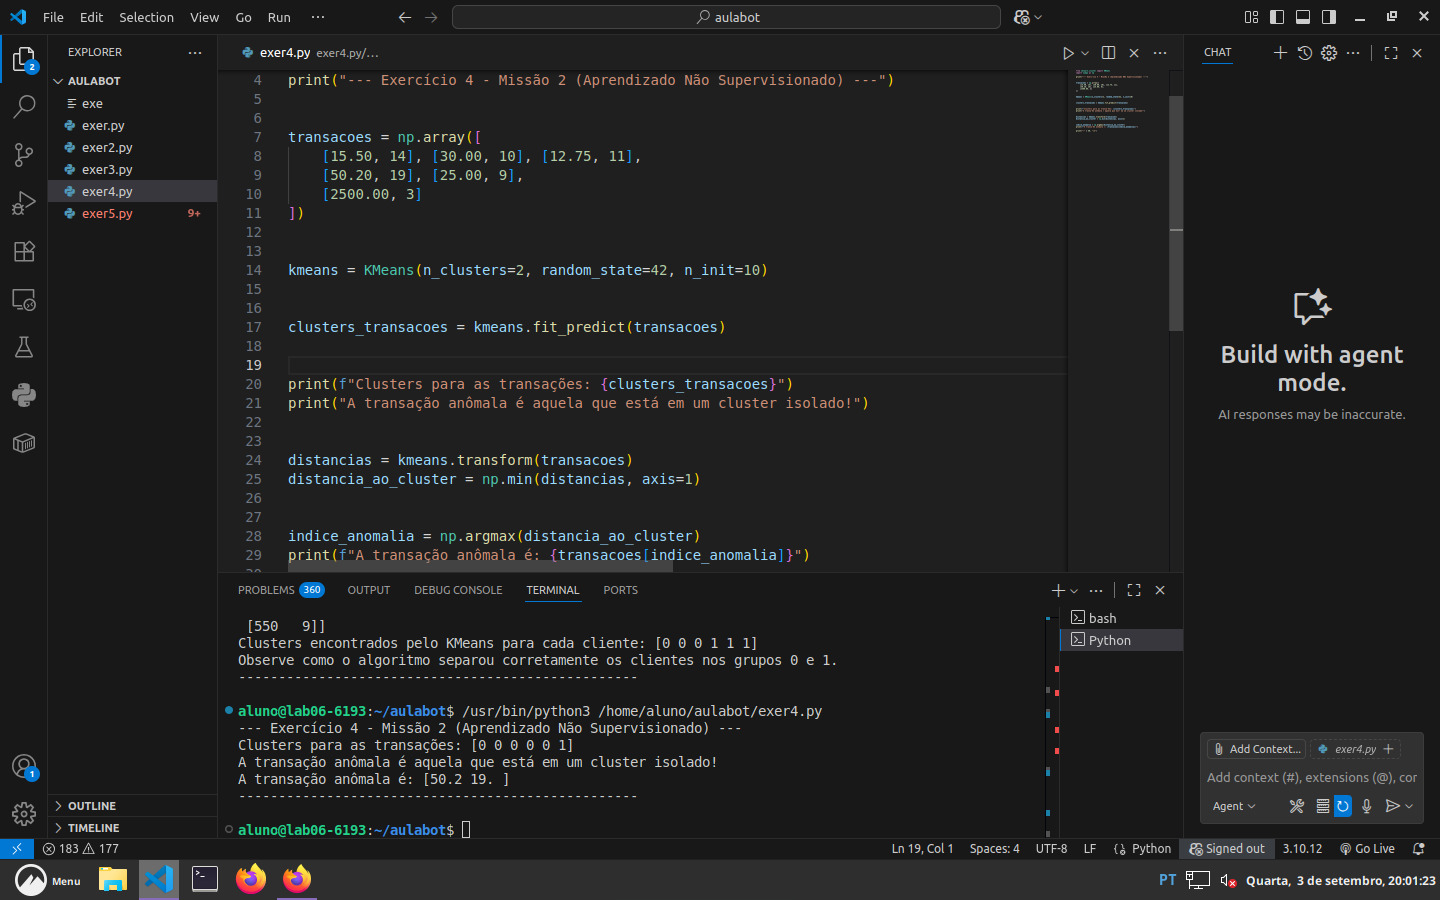 File Edit Selection View Go Run ···
aulabot
EXPLORER
AULABOT
exe
exer.py
exer2.py
exer3.py
exer4.py
exer5.py 9+
OUTLINE
TIMELINE
2
1
exer4.py exer4.py/...
4 print("--- Exercício 4 - Missão 2 (Aprendizado Não Supervisionado) ---")
5
6
7 transacoes = np.array([
8 [15.50, 14], [30.00, 10], [12.75, 11],
9 [50.20, 19], [25.00, 9],
10 [2500.00, 3]
11 ])
12
13
14 kmeans = KMeans(n_clusters=2, random_state=42, n_init=10)
15
16
17 clusters_transacoes = kmeans.fit_predict(transacoes)
18
19
20 print(f"Clusters para as transações: {clusters_transacoes}")
21 print("A transação anômala é aquela que está em um cluster isolado!")
22
23
24 distancias = kmeans.transform(transacoes)
25 distancia_ao_cluster = np.min(distancias, axis=1)
26
27
28 indice_anomalia = np.argmax(distancia_ao_cluster)
29 print(f"A transação anômala é: {transacoes[indice_anomalia]}")
PROBLEMS 360 OUTPUT DEBUG CONSOLE TERMINAL PORTS
[550   9]]
Clusters encontrados pelo KMeans para cada cliente: [0 0 0 1 1 1]
Observe como o algoritmo separou corretamente os clientes nos grupos 0 e 1.
--------------------------------------------------
aluno@lab06-6193:~/aulabot$ /usr/bin/python3 /home/aluno/aulabot/exer4.py
--- Exercício 4 - Missão 2 (Aprendizado Não Supervisionado) ---
Clusters para as transações: [0 0 0 0 0 1]
A transação anômala é aquela que está em um cluster isolado!
A transação anômala é: [50.2 19. ]
--------------------------------------------------
aluno@lab06-6193:~/aulabot$
bash
Python
CHAT
Build with agent
mode.
AI responses may be inaccurate.
Add Context... exer4.py
Add context (#), extensions (@), cor
Agent
183 177
Ln 19, Col 1 Spaces: 4 UTF-8 LF Python Signed out 3.10.12 Go Live
Menu
PT Quarta, 3 de setembro, 20:01:23